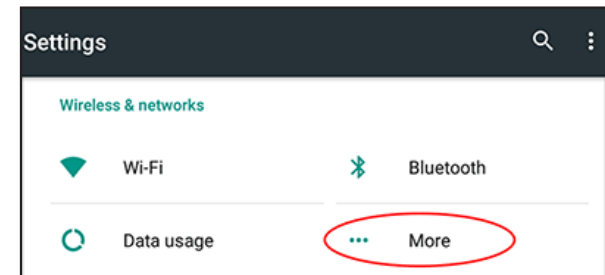 Settings
Wireless & networks
Wi-Fi
Bluetooth
Data usage
More